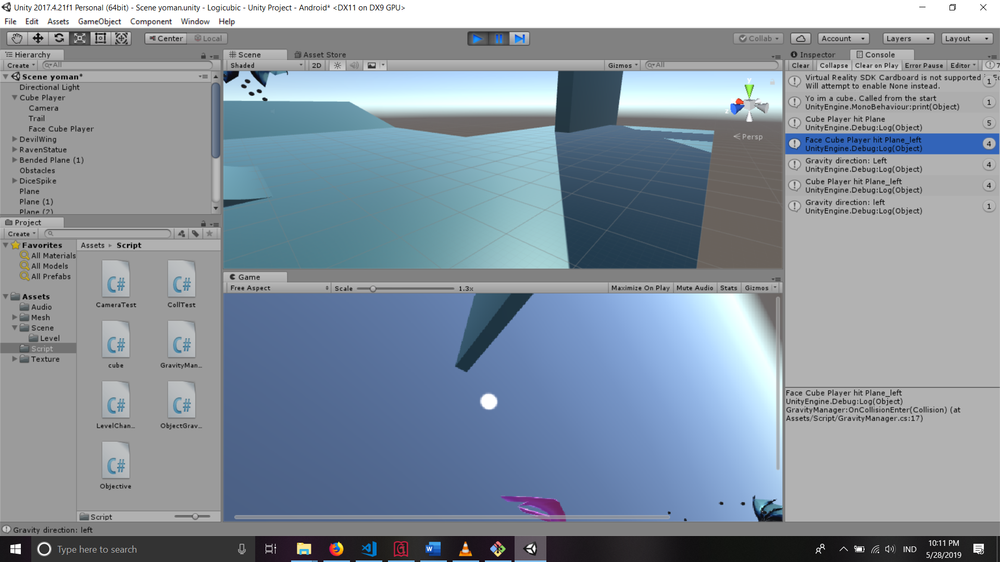 Unity 2017.4.21f1 Personal (64bit) - Scene yoman.unity - Logicubic - Unity Project - Android* <DX11 on DX9 GPU>
File Edit Assets GameObject Component Window Help
Center Local
Collab Account Layers Layout
Hierarchy
Create All
Scene yoman*
Directional Light
Cube Player
Camera
Trail
Face Cube Player
DevilWing
RavenStatue
Bended Plane (1)
Obstacles
DiceSpike
Plane
Plane (1)
Plane (2)
Project
Create
Favorites
All Materials
All Models
All Prefabs
Assets
Audio
Mesh
Scene
Level
Script
Texture
Assets Script
CameraTest CollTest
cube GravityMan...
LevelChan... ObjectGrav...
Objective
Script
Scene Asset Store
Shaded 2D Gizmos All
y
z
Persp
Game
Free Aspect Scale 1.3x Maximize On Play Mute Audio Stats Gizmos
Inspector Console
Clear Collapse Clear on Play Error Pause Editor 7
Virtual Reality SDK Cardboard is not supported in
Will attempt to enable None instead. 1
Yo im a cube. Called from the start
UnityEngine.MonoBehaviour:print(Object) 1
Cube Player hit Plane
UnityEngine.Debug:Log(Object) 5
Face Cube Player hit Plane_left
UnityEngine.Debug:Log(Object) 4
Gravity direction: Left
UnityEngine.Debug:Log(Object) 4
Cube Player hit Plane_left
UnityEngine.Debug:Log(Object) 4
Gravity direction: left
UnityEngine.Debug:Log(Object) 1
Face Cube Player hit Plane_left
UnityEngine.Debug:Log(Object)
GravityManager:OnCollisionEnter(Collision) (at
Assets/Script/GravityManager.cs:17)
Gravity direction: left
Type here to search
IND
10:11 PM
5/28/2019